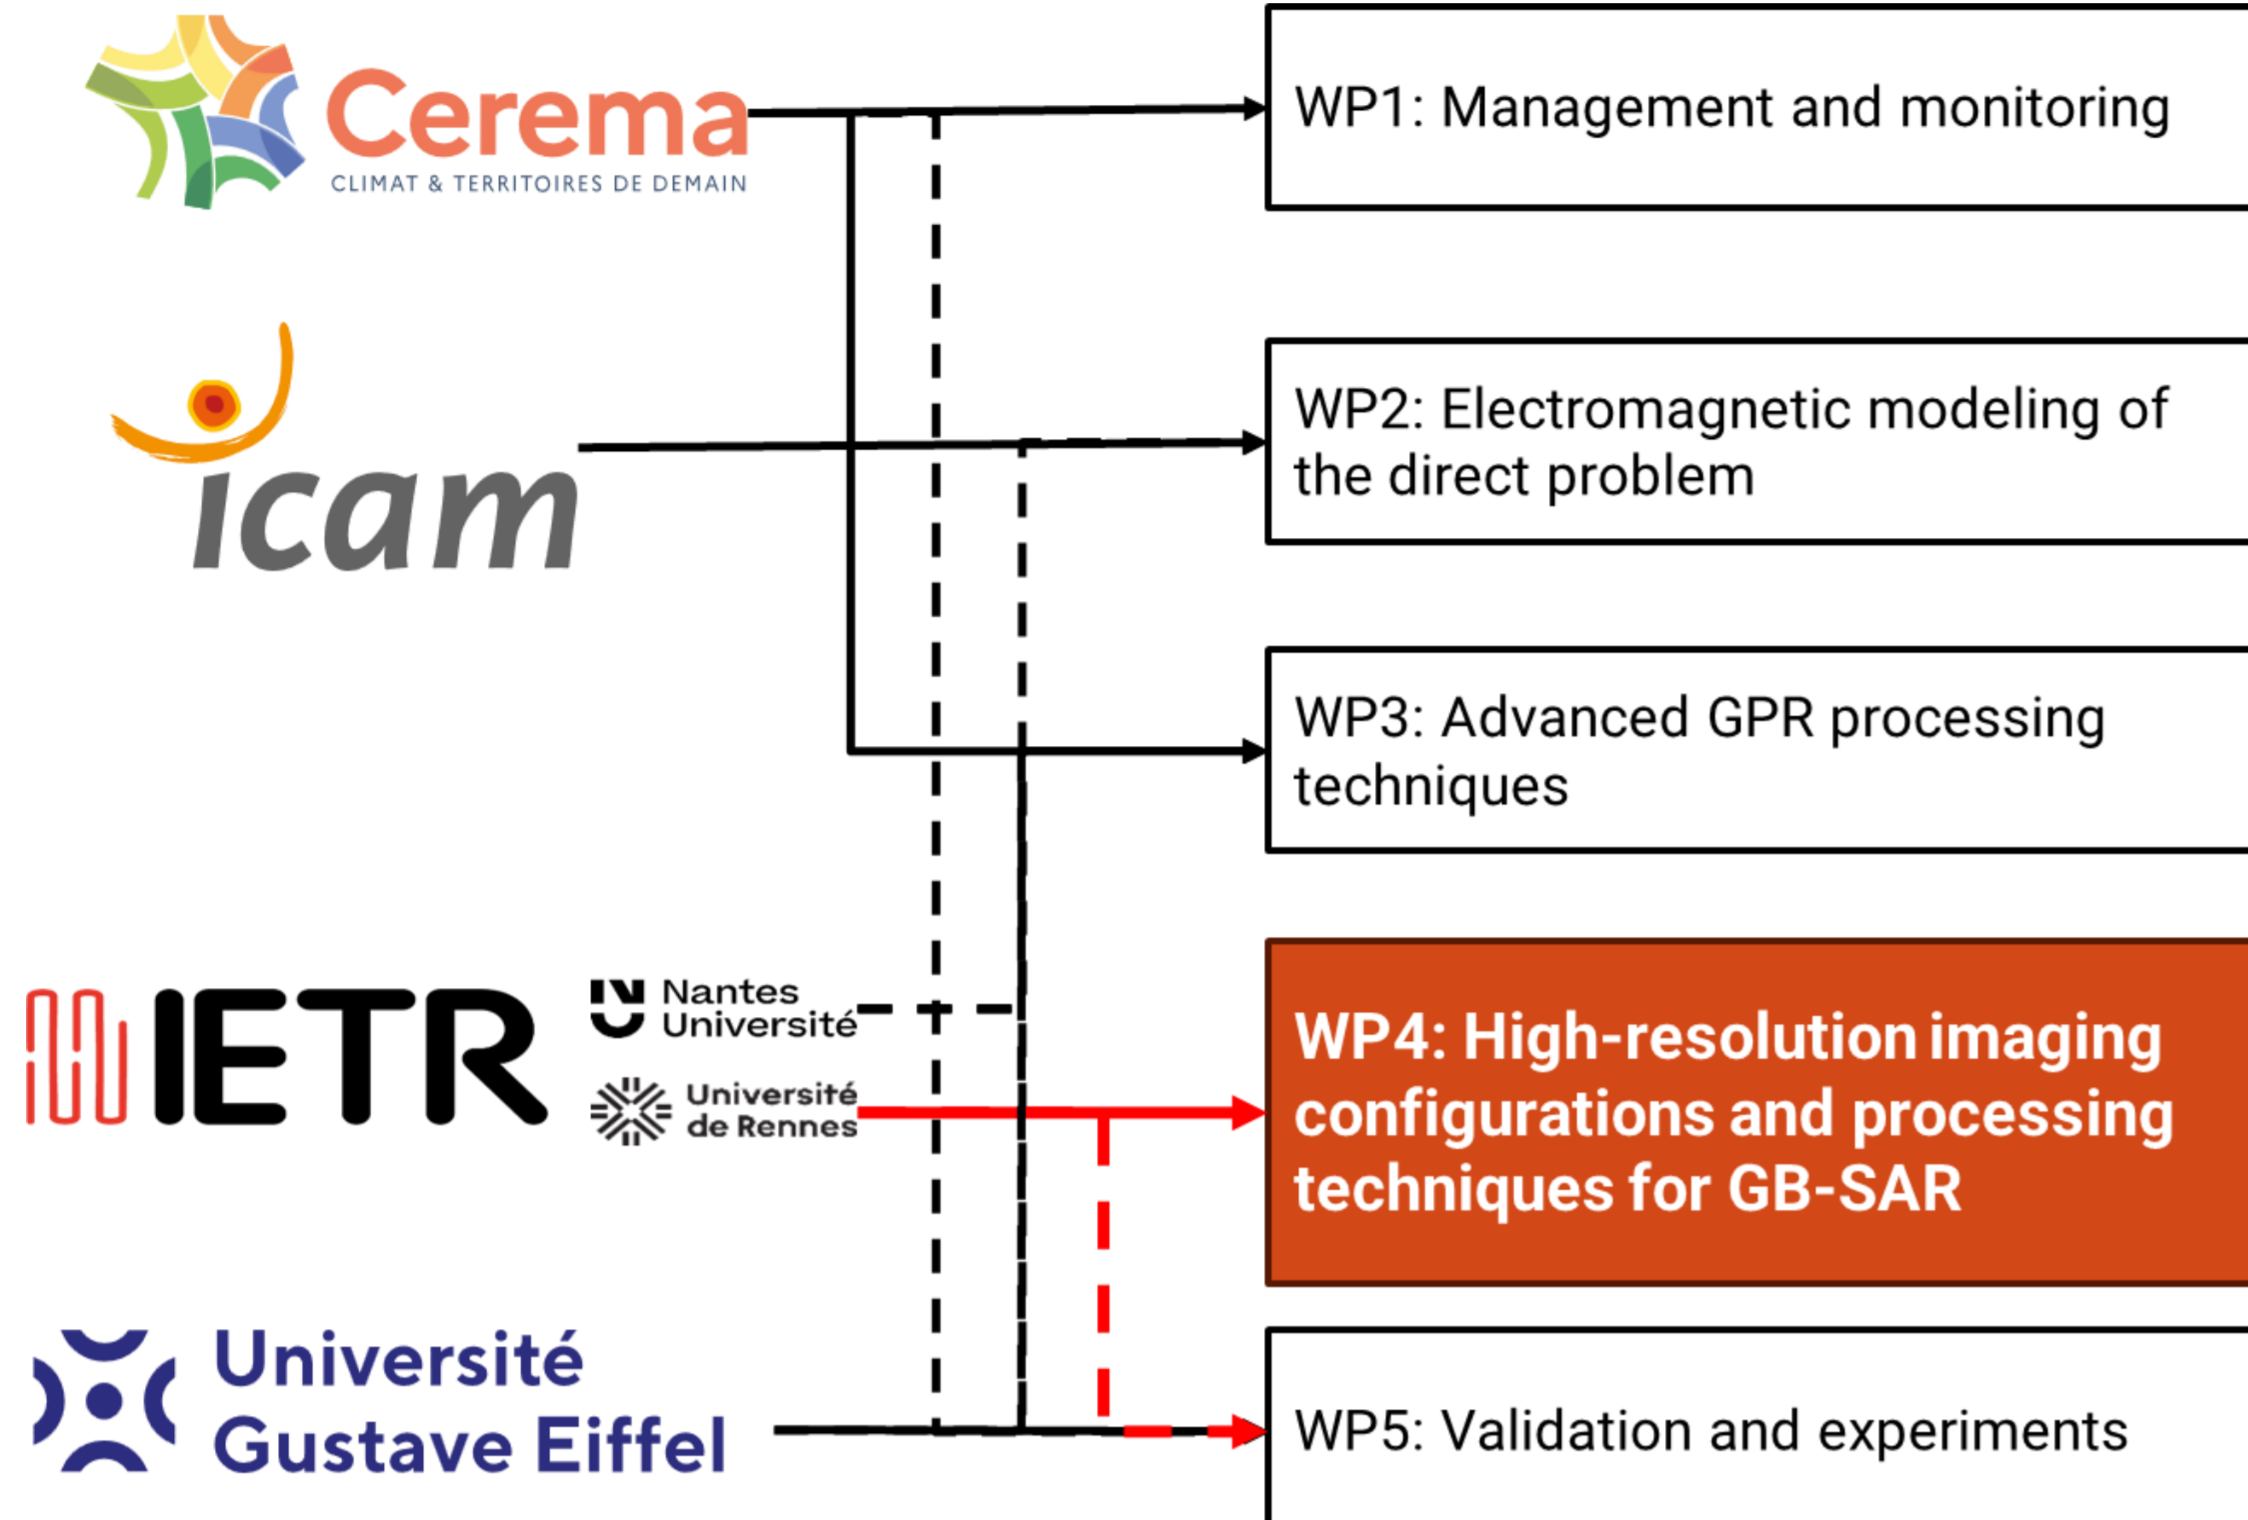 Cerema
CLIMAT & TERRITOIRES DE DEMAIN
WP1: Management and monitoring
icam
WP2: Electromagnetic modeling of
the direct problem
WP3: Advanced GPR processing
techniques
IETR
Nantes
Université
Université
de Rennes
WP4: High-resolution imaging
configurations and processing
techniques for GB-SAR
Université
Gustave Eiffel
WP5: Validation and experiments